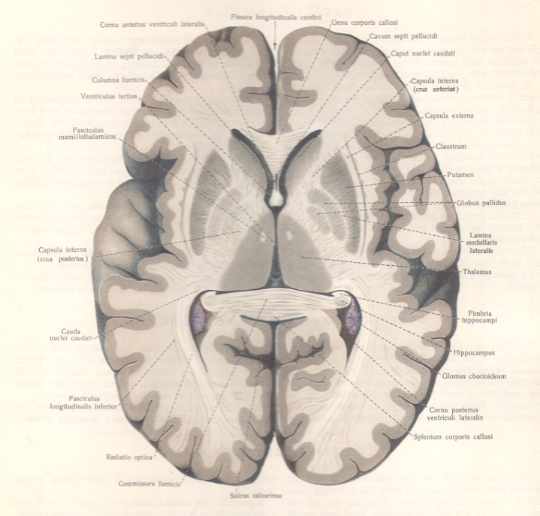 Fissura longitudinalis cerebri
Cornu anterius ventriculi lateralis
Genu corporis callosi
Cavum septi pellucidi
Lamina septi pellucidi
Caput nuclei caudati
Columna fornicis
Capsula interna
(crus anterius)
Ventriculus tertius
Capsula externa
Fasciculus
mamillothalamicus
Claustrum
Putamen
Globus pallidus
Lamina
medullaris
lateralis
Capsula interna
(crus posterius)
Thalamus
Fimbria
hippocampi
Cauda
nuclei caudati
Hippocampus
Glomus chorioideum
Fasciculus
longitudinalis inferior
Cornu posterius
ventriculi lateralis
Splenium corporis callosi
Radiatio optica
Commissura fornicis
Sulcus calcarinus